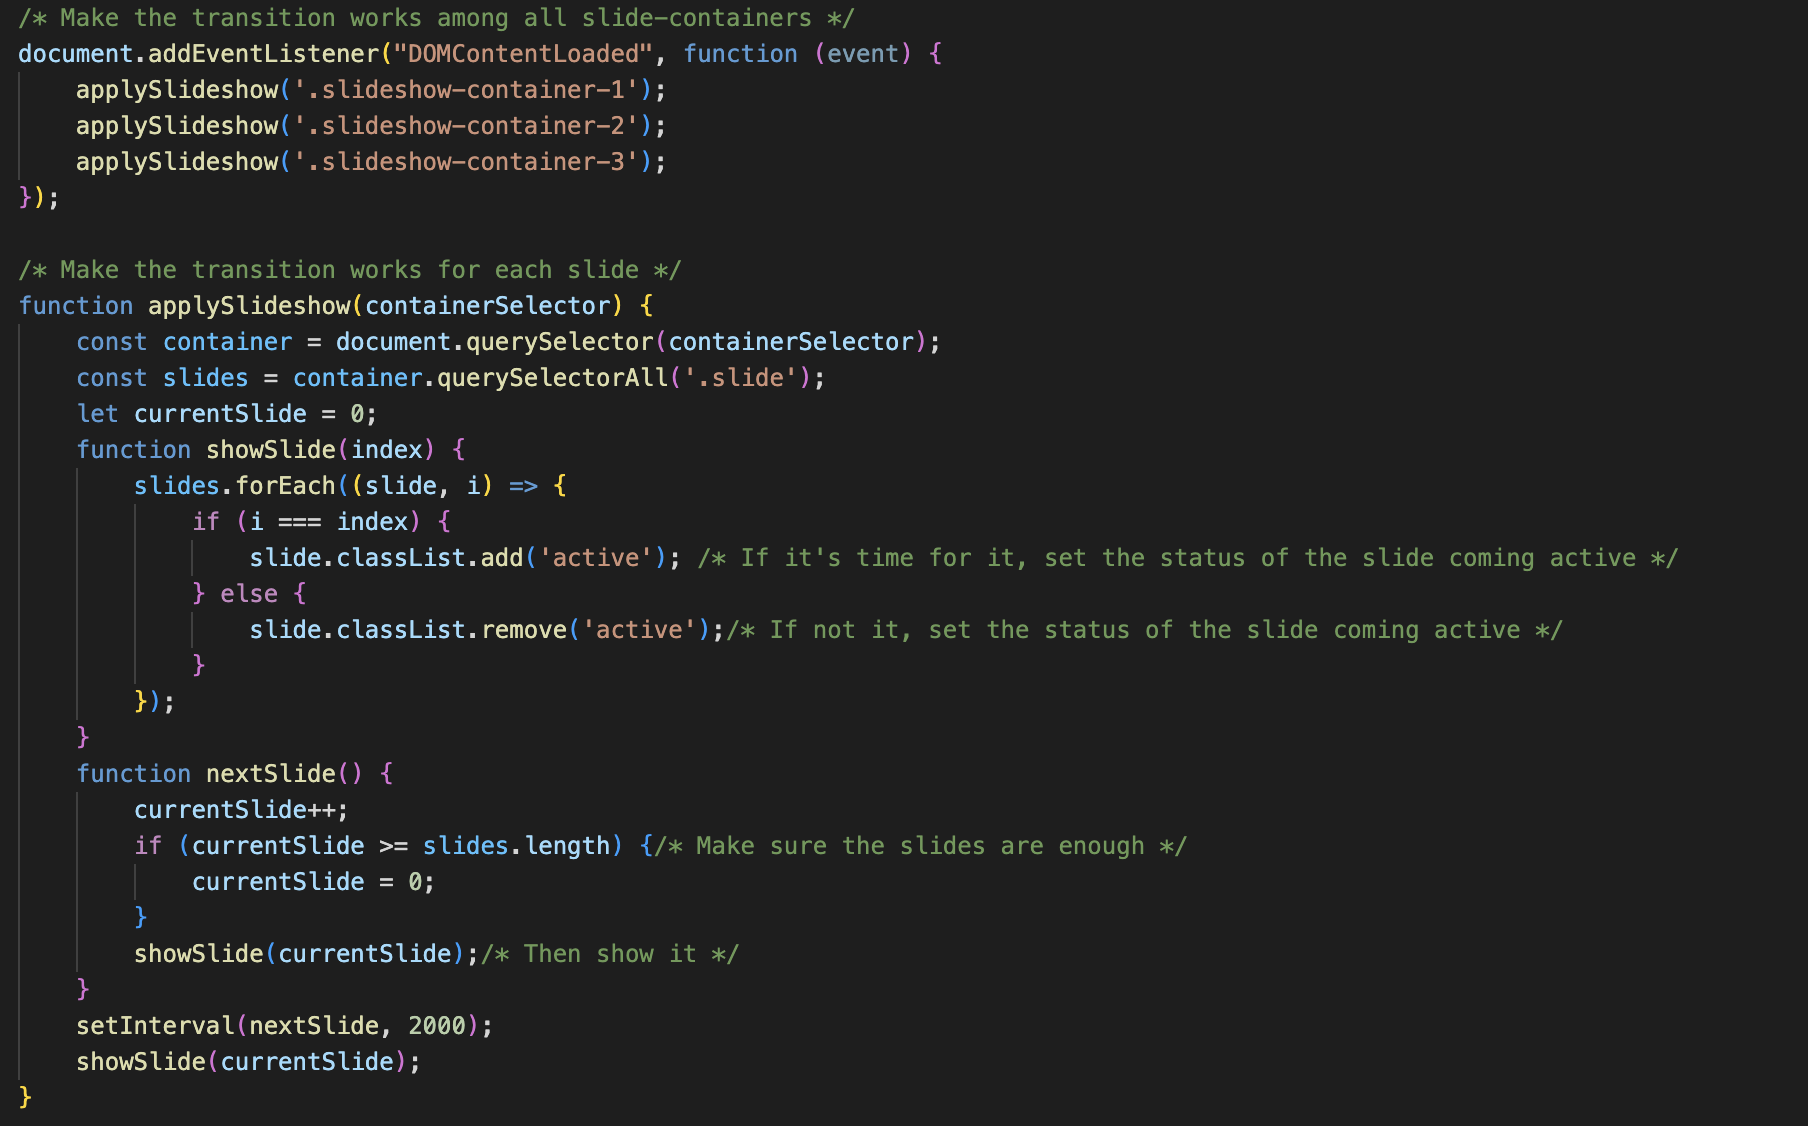 /* Make the transition works among all slide-containers */
document.addEventListener("DOMContentLoaded", function (event) {
    applySlideshow('.slideshow-container-1');
    applySlideshow('.slideshow-container-2');
    applySlideshow('.slideshow-container-3');
});

/* Make the transition works for each slide */
function applySlideshow(containerSelector) {
    const container = document.querySelector(containerSelector);
    const slides = container.querySelectorAll('.slide');
    let currentSlide = 0;
    function showSlide(index) {
        slides.forEach((slide, i) => {
            if (i === index) {
                slide.classList.add('active'); /* If it's time for it, set the status of the slide coming active */
            } else {
                slide.classList.remove('active');/* If not it, set the status of the slide coming active */
            }
        });
    }
    function nextSlide() {
        currentSlide++;
        if (currentSlide >= slides.length) {/* Make sure the slides are enough */
            currentSlide = 0;
        }
        showSlide(currentSlide);/* Then show it */
    }
    setInterval(nextSlide, 2000);
    showSlide(currentSlide);
}